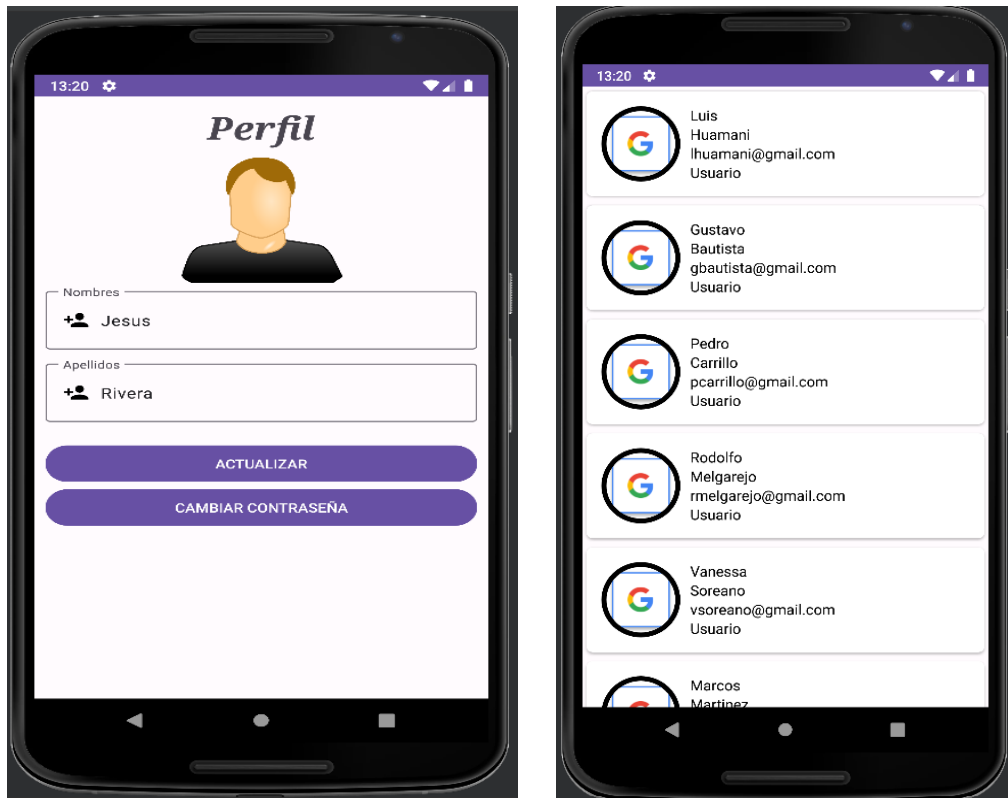 13:20
Perfil
Nombres
Jesus
Apellidos
Rivera
ACTUALIZAR
CAMBIAR CONTRASEÑA
13:20
Luis
Huamani
lhuamani@gmail.com
Usuario
Gustavo
Bautista
gbautista@gmail.com
Usuario
Pedro
Carrillo
pcarrillo@gmail.com
Usuario
Rodolfo
Melgarejo
rmelgarejo@gmail.com
Usuario
Vanessa
Soreano
vsoreano@gmail.com
Usuario
Marcos
Martinez